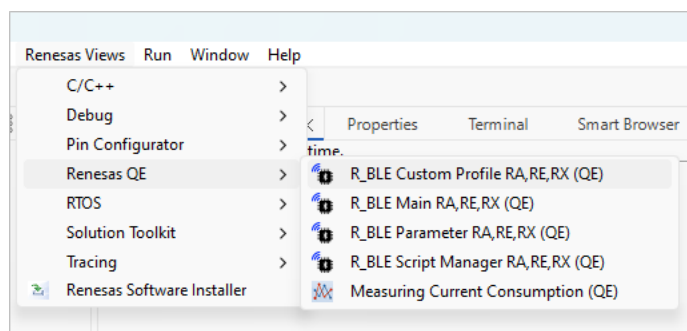 Renesas Views Run Window Help
C/C++
Debug
Pin Configurator
Renesas QE
RTOS
Solution Toolkit
Tracing
Renesas Software Installer
Properties Terminal Smart Browser
time.
R_BLE Custom Profile RA,RE,RX (QE)
R_BLE Main RA,RE,RX (QE)
R_BLE Parameter RA,RE,RX (QE)
R_BLE Script Manager RA,RE,RX (QE)
Measuring Current Consumption (QE)